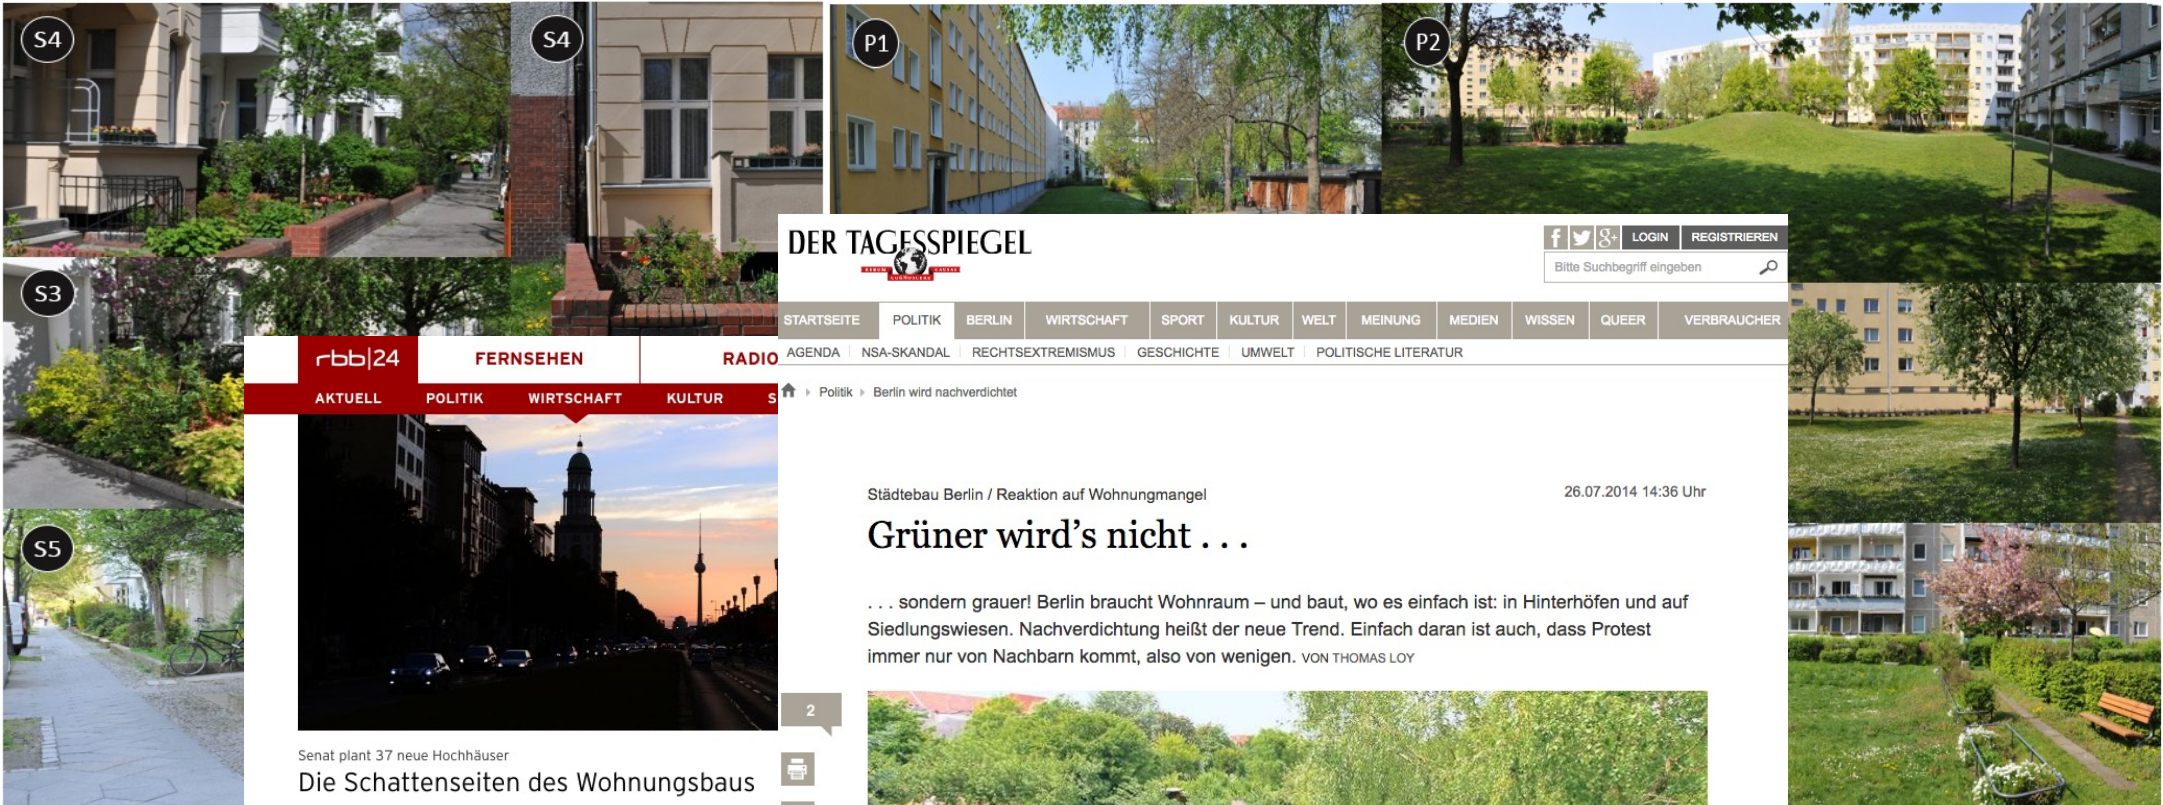 S4
S4
P1
P2
S3
S5
rbb|24
FERNSEHEN
RADIO
AKTUELL
POLITIK
WIRTSCHAFT
KULTUR
S
Senat plant 37 neue Hochhäuser
Die Schattenseiten des Wohnungsbaus
DER TAGESSPIEGEL
LOGIN
REGISTRIEREN
Bitte Suchbegriff eingeben
STARTSEITE POLITIK BERLIN WIRTSCHAFT SPORT KULTUR WELT MEINUNG MEDIEN WISSEN QUEER VERBRAUCHER
AGENDA NSA-SKANDAL RECHTSEXTREMISMUS GESCHICHTE UMWELT POLITISCHE LITERATUR
Politik Berlin wird nachverdichtet
Städtebau Berlin / Reaktion auf Wohnungmangel
26.07.2014 14:36 Uhr
Grüner wird's nicht . . .
. . . sondern grauer! Berlin braucht Wohnraum – und baut, wo es einfach ist: in Hinterhöfen und auf
Siedlungswiesen. Nachverdichtung heißt der neue Trend. Einfach daran ist auch, dass Protest
immer nur von Nachbarn kommt, also von wenigen. VON THOMAS LOY
2